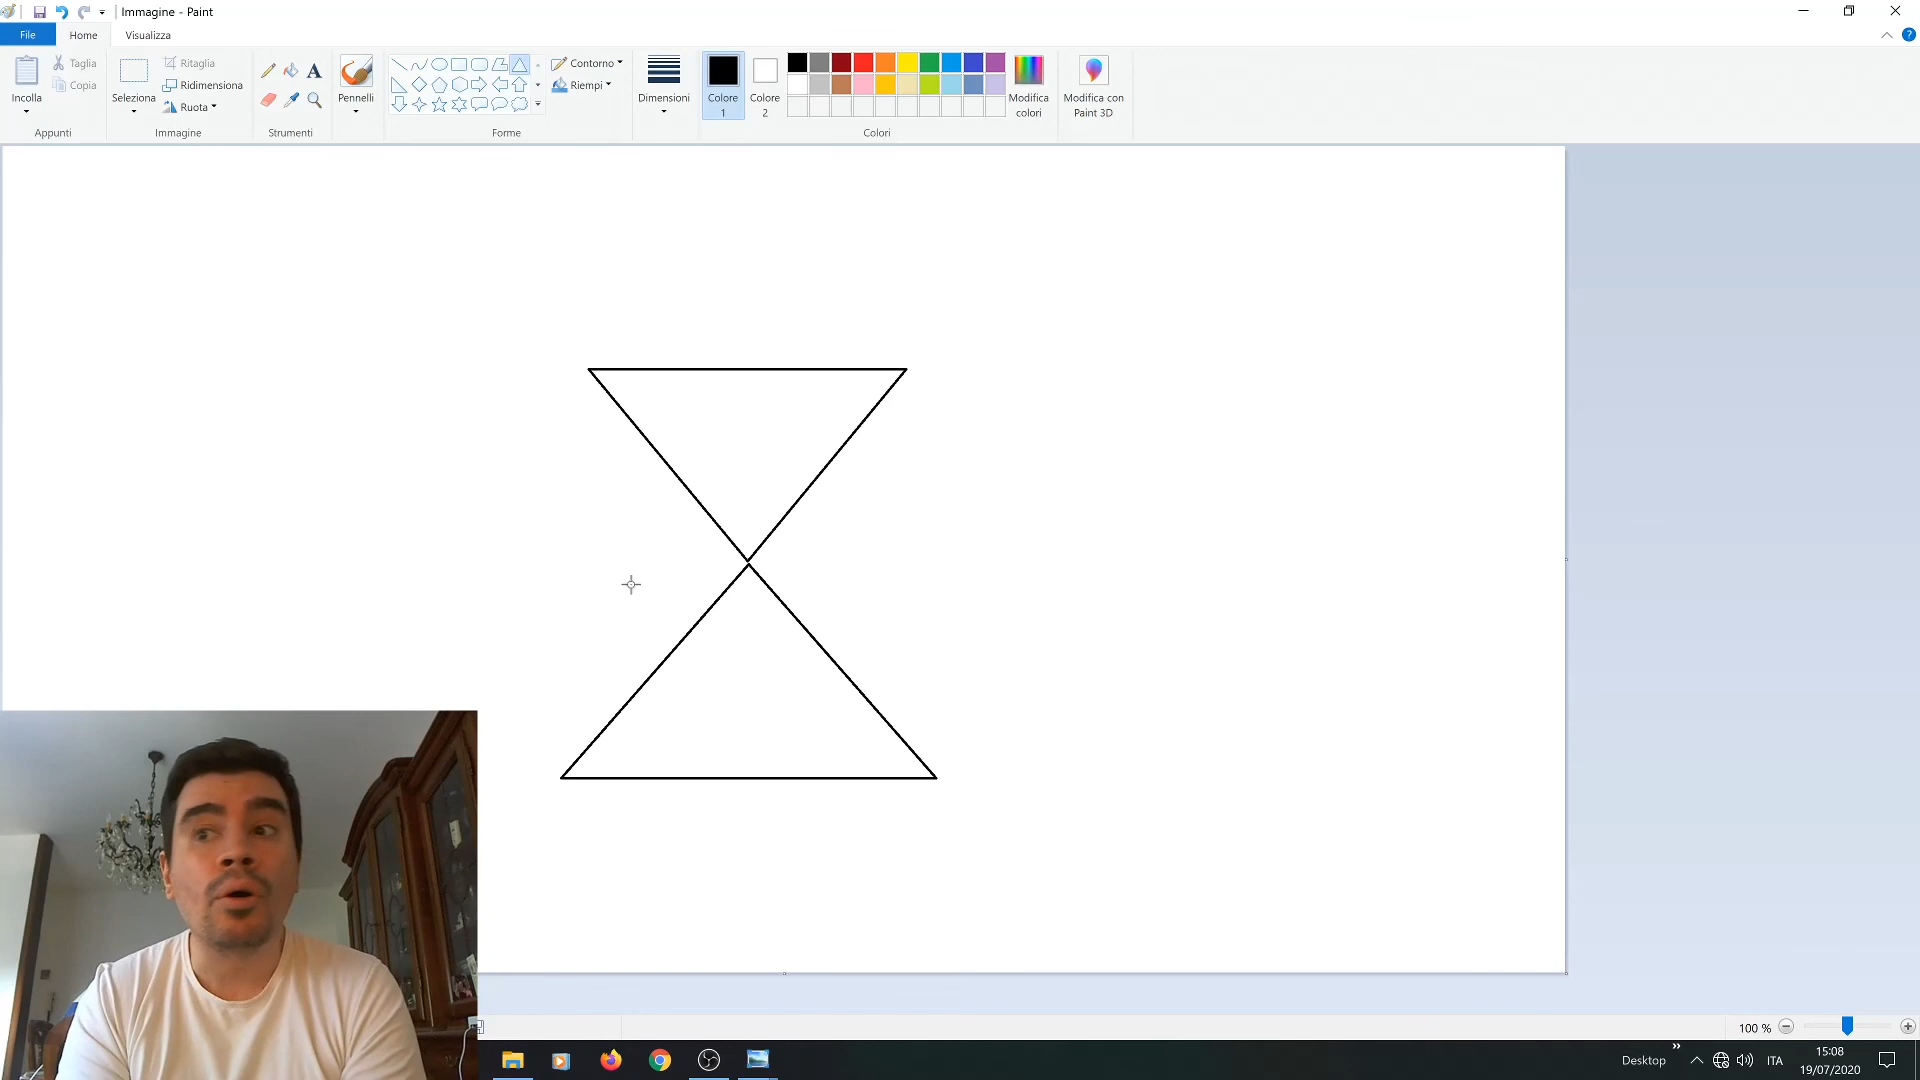 Immagine - Paint
File Home Visualizza
Incolla
Taglia
Copia
Appunti
Seleziona
Ritaglia
Ridimensiona
Ruota
Immagine
A
Strumenti
Pennelli
Forme
Contorno
Riempi
Dimensioni
Colore
1
Colore
2
Colori
Modifica
colori
Modifica con
Paint 3D
100 %
Desktop
ITA
15:08
19/07/2020